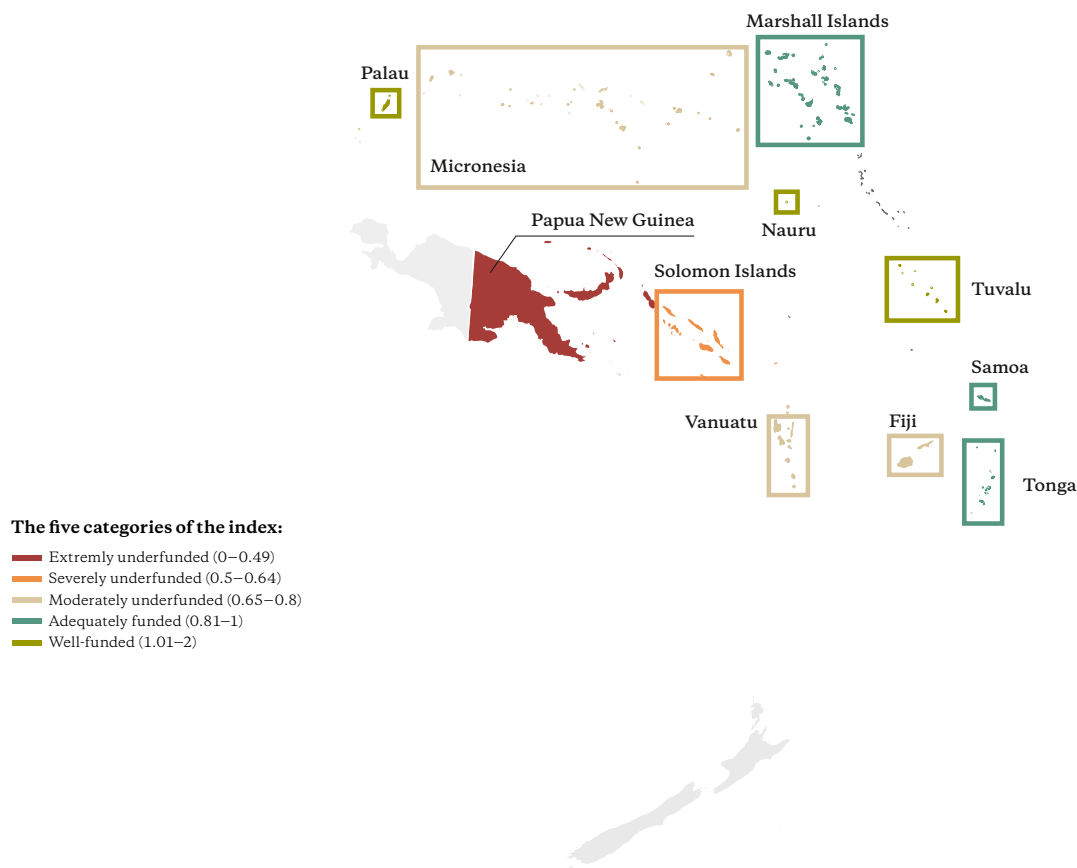 Marshall Islands
Palau
Micronesia
Papua New Guinea
Nauru
Solomon Islands
Tuvalu
Samoa
Vanuatu
Fiji
Tonga
The five categories of the index:
Extremly underfunded (0–0.49)
Severely underfunded (0.5–0.64)
Moderately underfunded (0.65–0.8)
Adequately funded (0.81–1)
Well-funded (1.01–2)